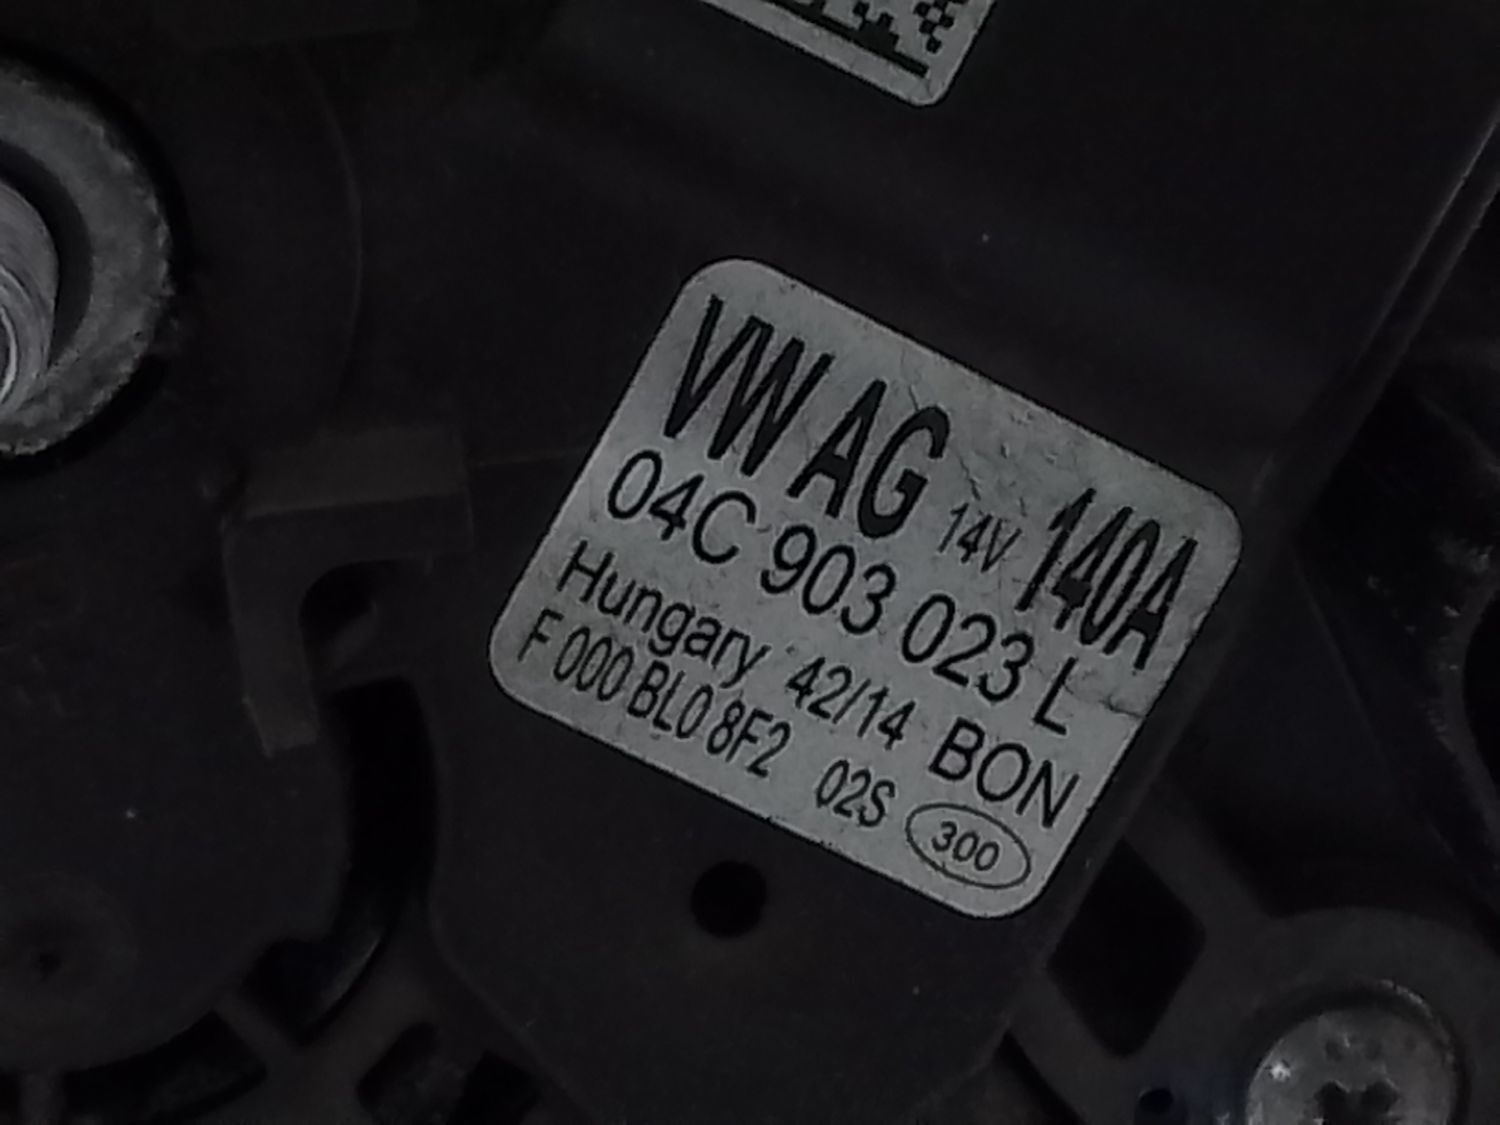 VW AG 14V 140A
04C 903 023 L
Hungary 42/14 BON
F 000 BL0 8F2 02S 300